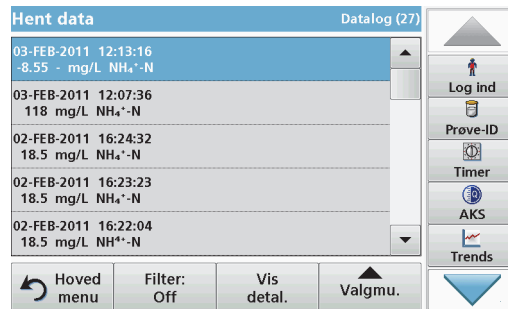 Hent data Datalog (27)
03-FEB-2011 12:13:16
-8.55 - mg/L NH₄⁺-N
03-FEB-2011 12:07:36
118 mg/L NH₄⁺-N
02-FEB-2011 16:24:32
18.5 mg/L NH₄⁺-N
02-FEB-2011 16:23:23
18.5 mg/L NH₄⁺-N
02-FEB-2011 16:22:04
18.5 mg/L NH⁴⁺-N
Log ind
Prøve-ID
Timer
AKS
Trends
Hoved
menu
Filter:
Off
Vis
detal.
Valgmu.